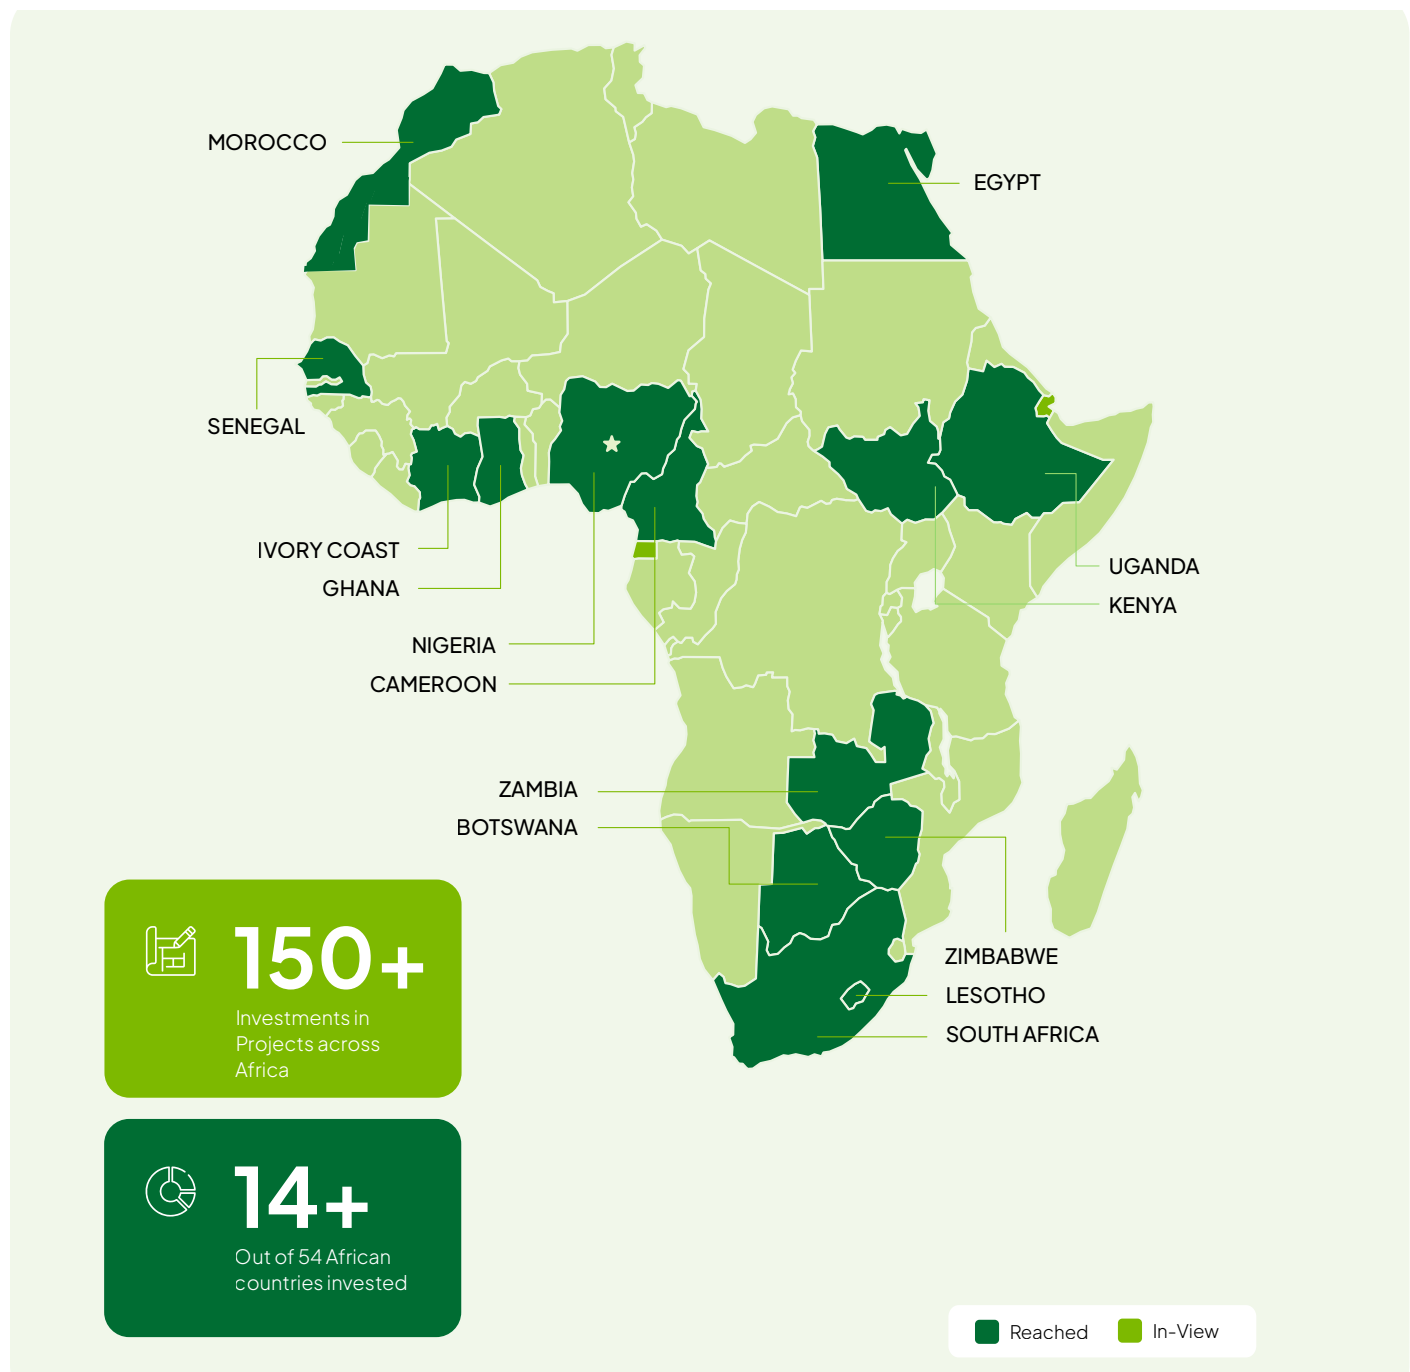 MOROCCO
EGYPT
SENEGAL
IVORY COAST
GHANA
UGANDA
KENYA
NIGERIA
CAMEROON
ZAMBIA
BOTSWANA
ZIMBABWE
LESOTHO
SOUTH AFRICA
150+
Investments in
Projects across
Africa
14+
Out of 54 African
countries invested
Reached
In-View